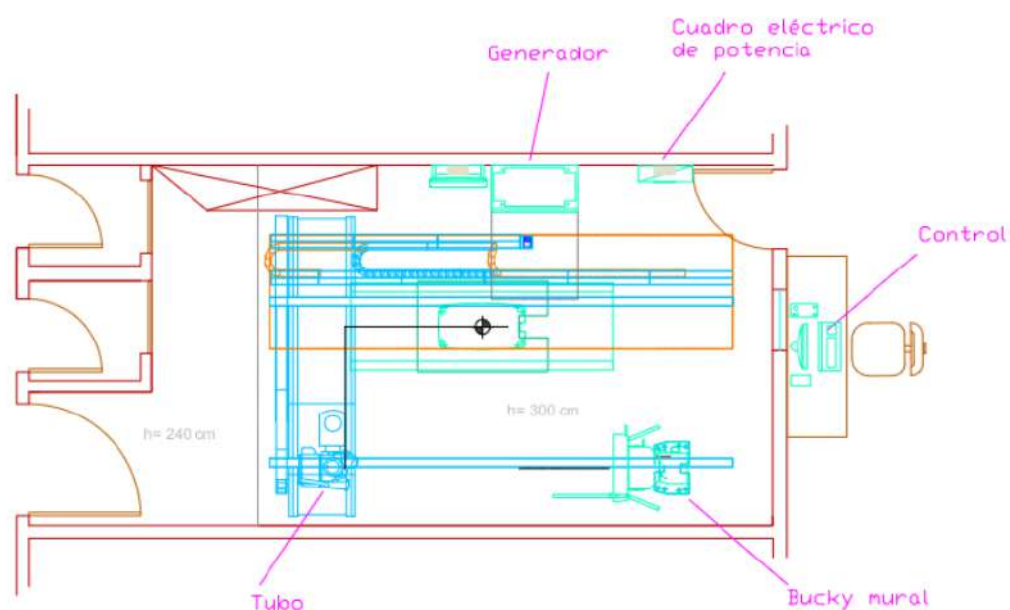 Cuadro eléctrico
de potencia
Generador
Control
h= 300 cm
h= 240 cm
Tubo
Bucky mural